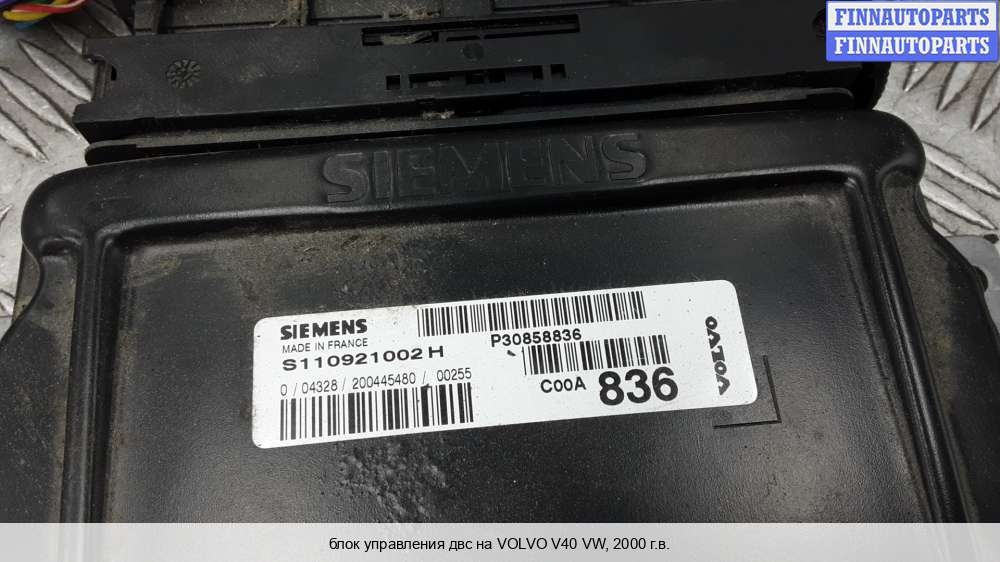 FINNAUTOPARTS
FINNAUTOPARTS
SIEMENS
SIEMENS
MADE IN FRANCE
S110921002 H
P30858836
0 / 04328 / 200445480 / 00255
C00A 836
VOLVO
блок управления двс на VOLVO V40 VW, 2000 г.в.